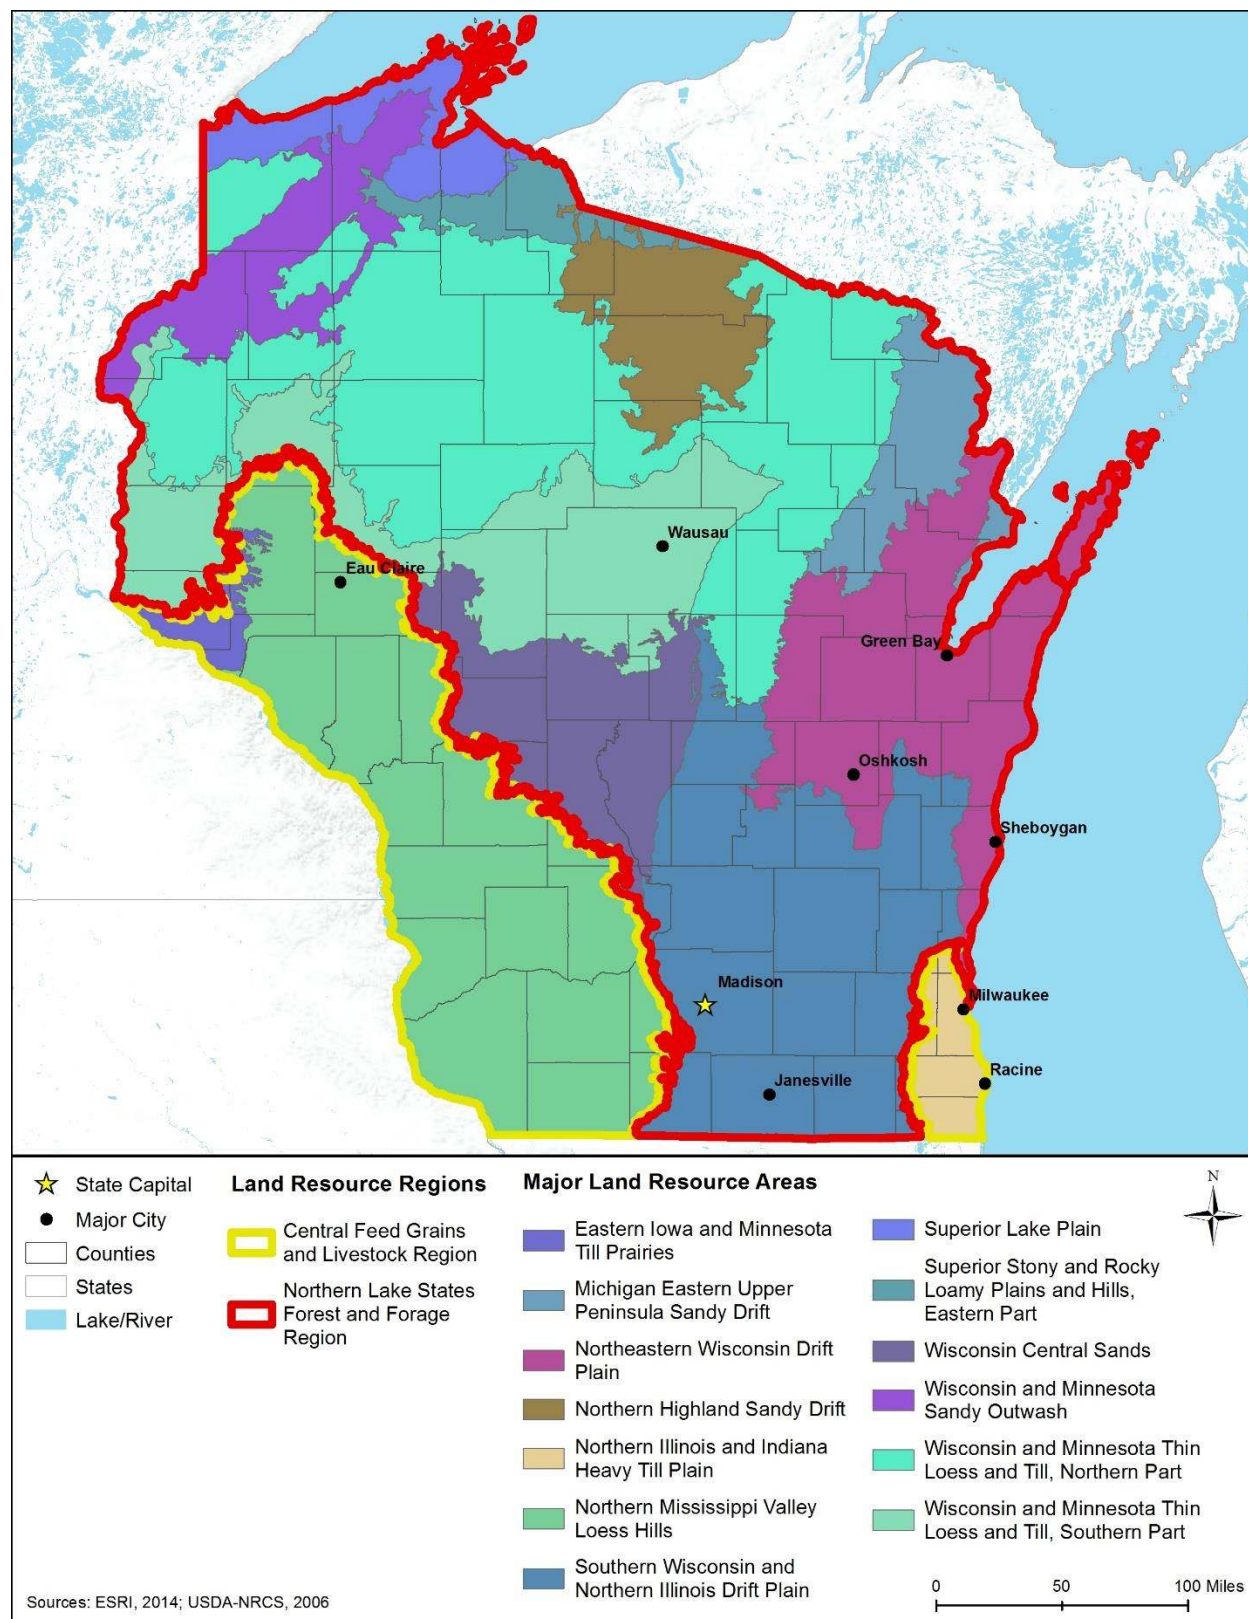 Wausau
Eau Claire
Green Bay
Oshkosh
Sheboygan
Madison
Milwaukee
Racine
Janesville
State Capital
Major City
Counties
States
Lake/River
Land Resource Regions
Central Feed Grains
and Livestock Region
Northern Lake States
Forest and Forage
Region
Major Land Resource Areas
Eastern Iowa and Minnesota
Till Prairies
Michigan Eastern Upper
Peninsula Sandy Drift
Northeastern Wisconsin Drift
Plain
Northern Highland Sandy Drift
Northern Illinois and Indiana
Heavy Till Plain
Northern Mississippi Valley
Loess Hills
Southern Wisconsin and
Northern Illinois Drift Plain
Superior Lake Plain
Superior Stony and Rocky
Loamy Plains and Hills,
Eastern Part
Wisconsin Central Sands
Wisconsin and Minnesota
Sandy Outwash
Wisconsin and Minnesota Thin
Loess and Till, Northern Part
Wisconsin and Minnesota Thin
Loess and Till, Southern Part
N
0 50 100 Miles
Sources: ESRI, 2014; USDA-NRCS, 2006